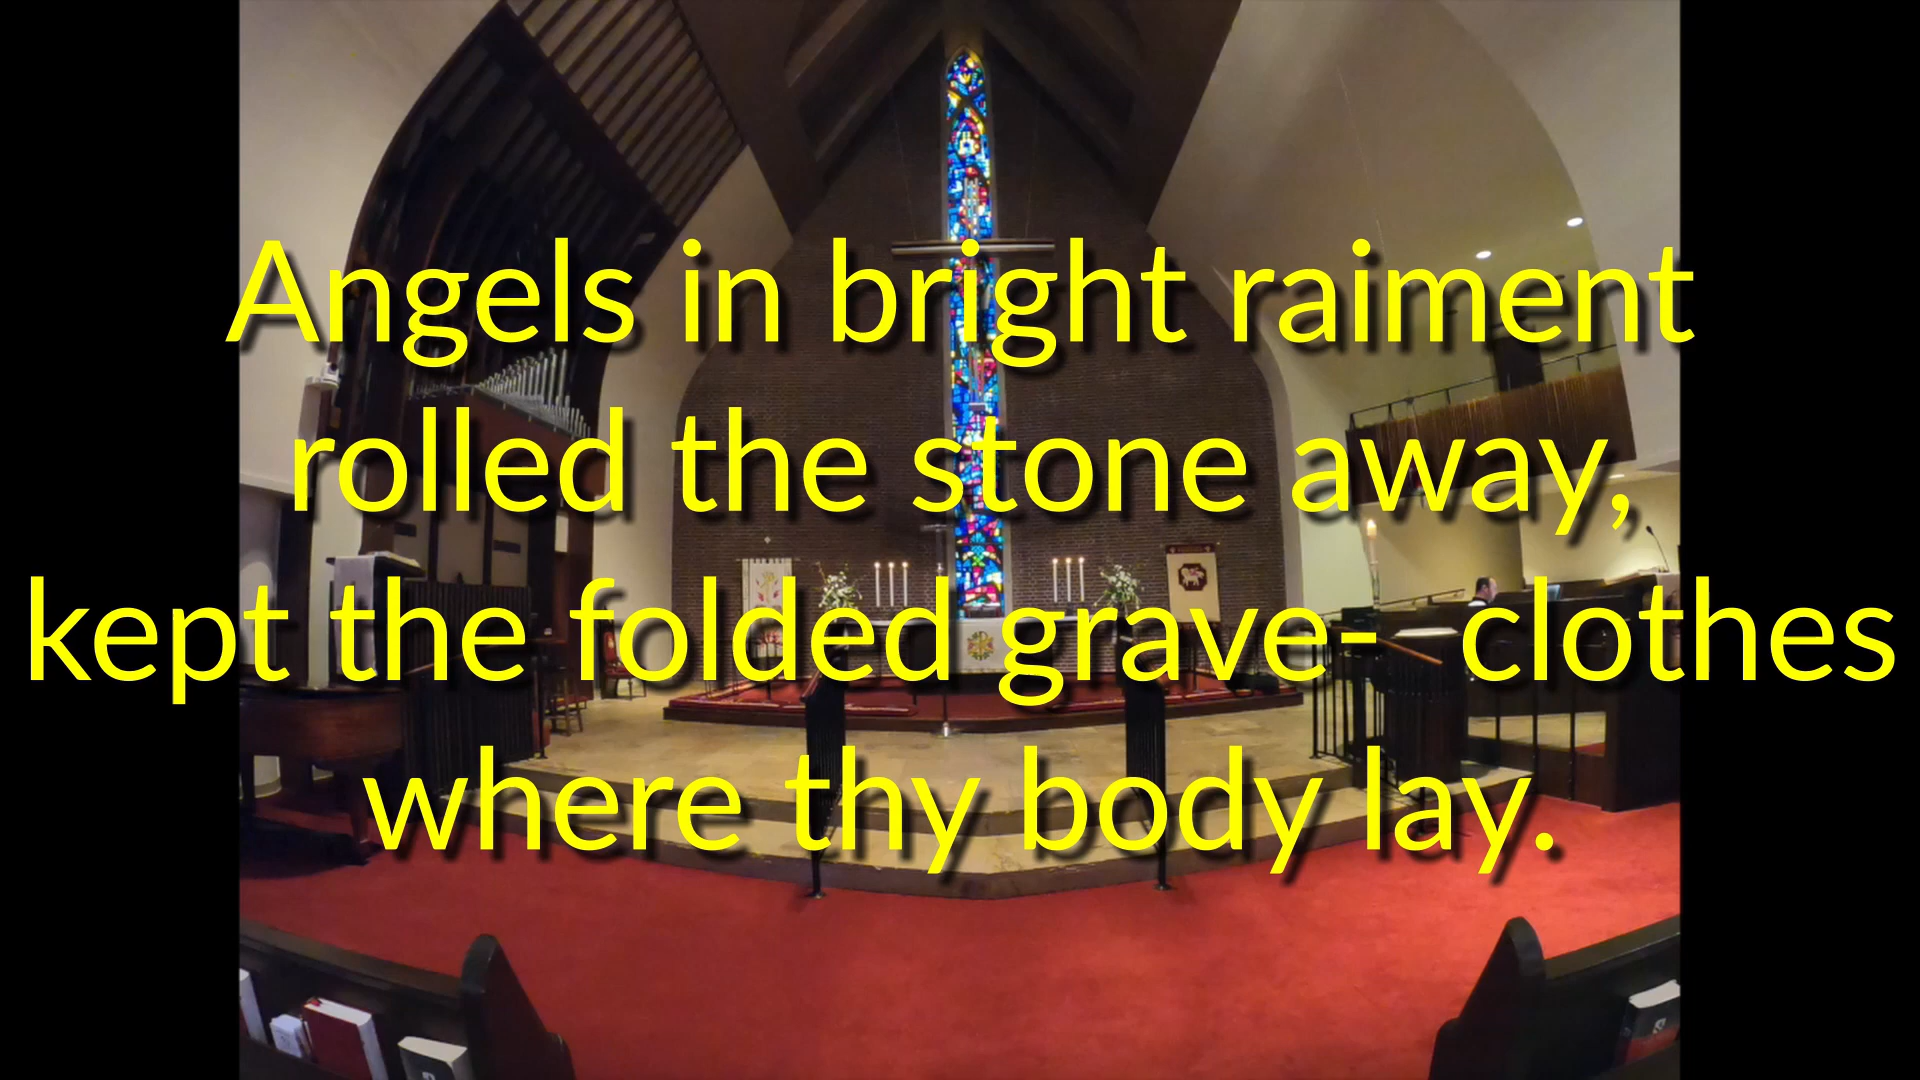 Angels in bright raiment
rolled the stone away,
kept the folded grave-  clothes
where thy body lay.